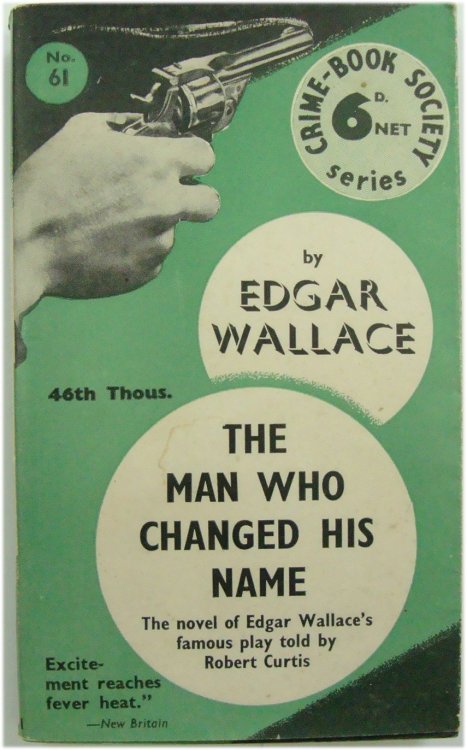 No.
61
CRIME-BOOK SOCIETY
6 D.
NET
series
by
EDGAR
WALLACE
46th Thous.
THE
MAN WHO
CHANGED HIS
NAME
The novel of Edgar Wallace's
famous play told by
Robert Curtis
Excite-
ment reaches
fever heat."
—New Britain